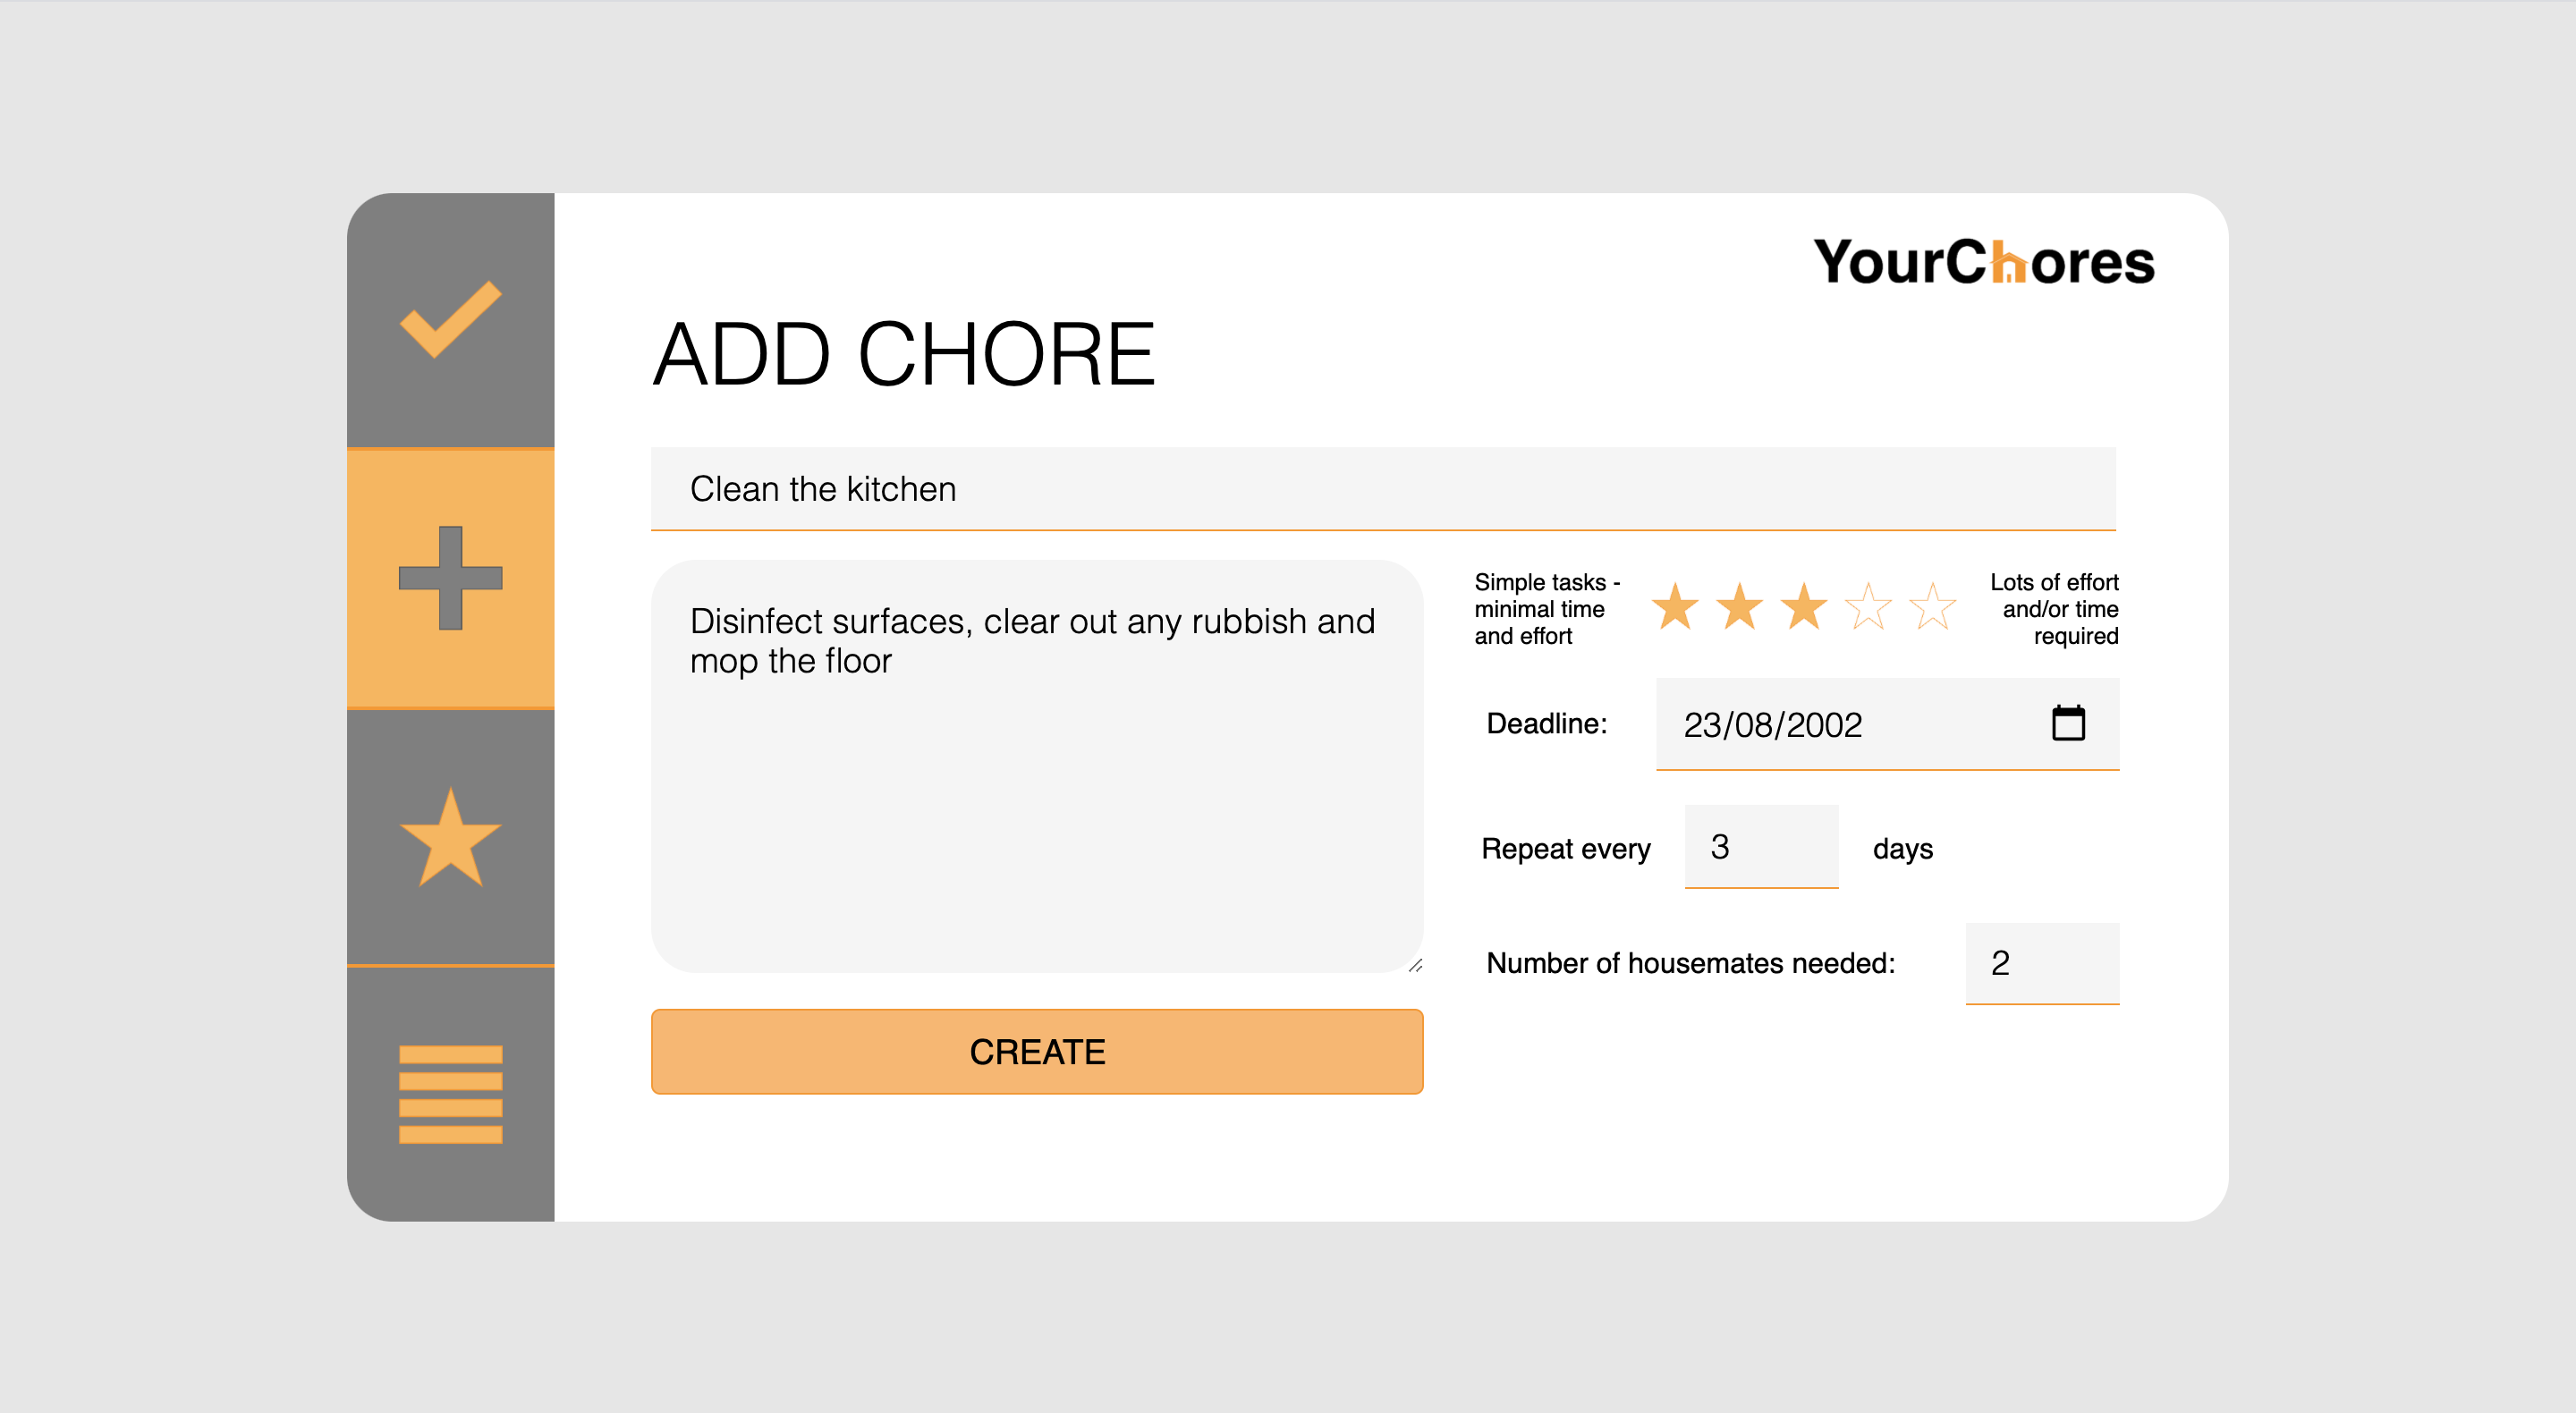 YourChores
ADD CHORE
Clean the kitchen
Disinfect surfaces, clear out any rubbish and
mop the floor
Simple tasks -
minimal time
and effort
Lots of effort
and/or time
required
Deadline:
23/08/2002
Repeat every 3 days
Number of housemates needed: 2
CREATE